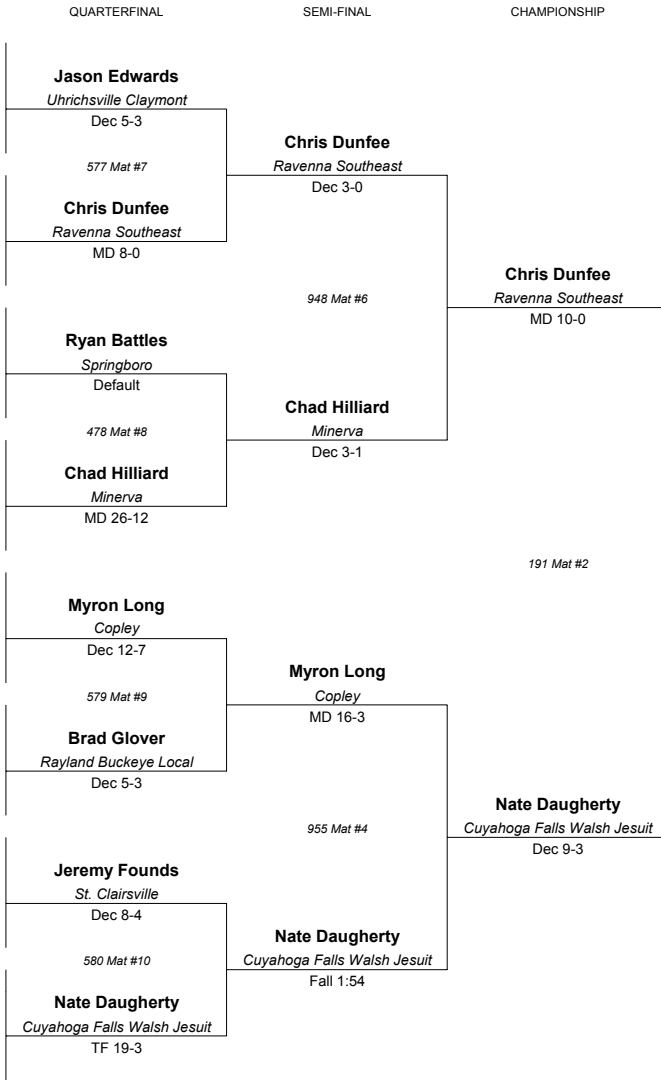 QUARTERFINAL SEMI-FINAL CHAMPIONSHIP
Jason Edwards
Uhrichsville Claymont
Dec 5-3
Chris Dunfee
577 Mat #7
Ravenna Southeast
Dec 3-0
Chris Dunfee
Ravenna Southeast
MD 8-0
Chris Dunfee
948 Mat #6
Ravenna Southeast
MD 10-0
Ryan Battles
Springboro
Default
Chad Hilliard
478 Mat #8
Minerva
Dec 3-1
Chad Hilliard
Minerva
MD 26-12
191 Mat #2
Myron Long
Copley
Dec 12-7
Myron Long
579 Mat #9
Copley
MD 16-3
Brad Glover
Rayland Buckeye Local
Dec 5-3
Nate Daugherty
955 Mat #4
Cuyahoga Falls Walsh Jesuit
Dec 9-3
Jeremy Founds
St. Clairsville
Dec 8-4
Nate Daugherty
580 Mat #10
Cuyahoga Falls Walsh Jesuit
Fall 1:54
Nate Daugherty
Cuyahoga Falls Walsh Jesuit
TF 19-3